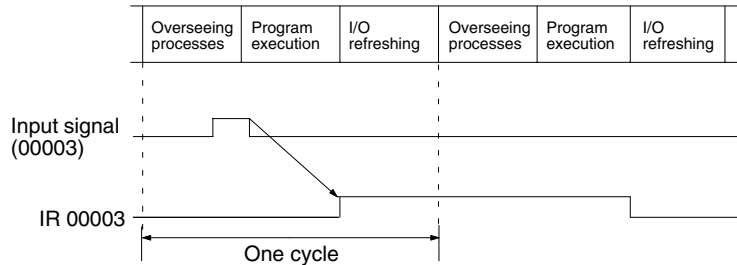 Overseeing processes
Program execution
I/O refreshing
Overseeing processes
Program execution
I/O refreshing
Input signal
(00003)
IR 00003
One cycle